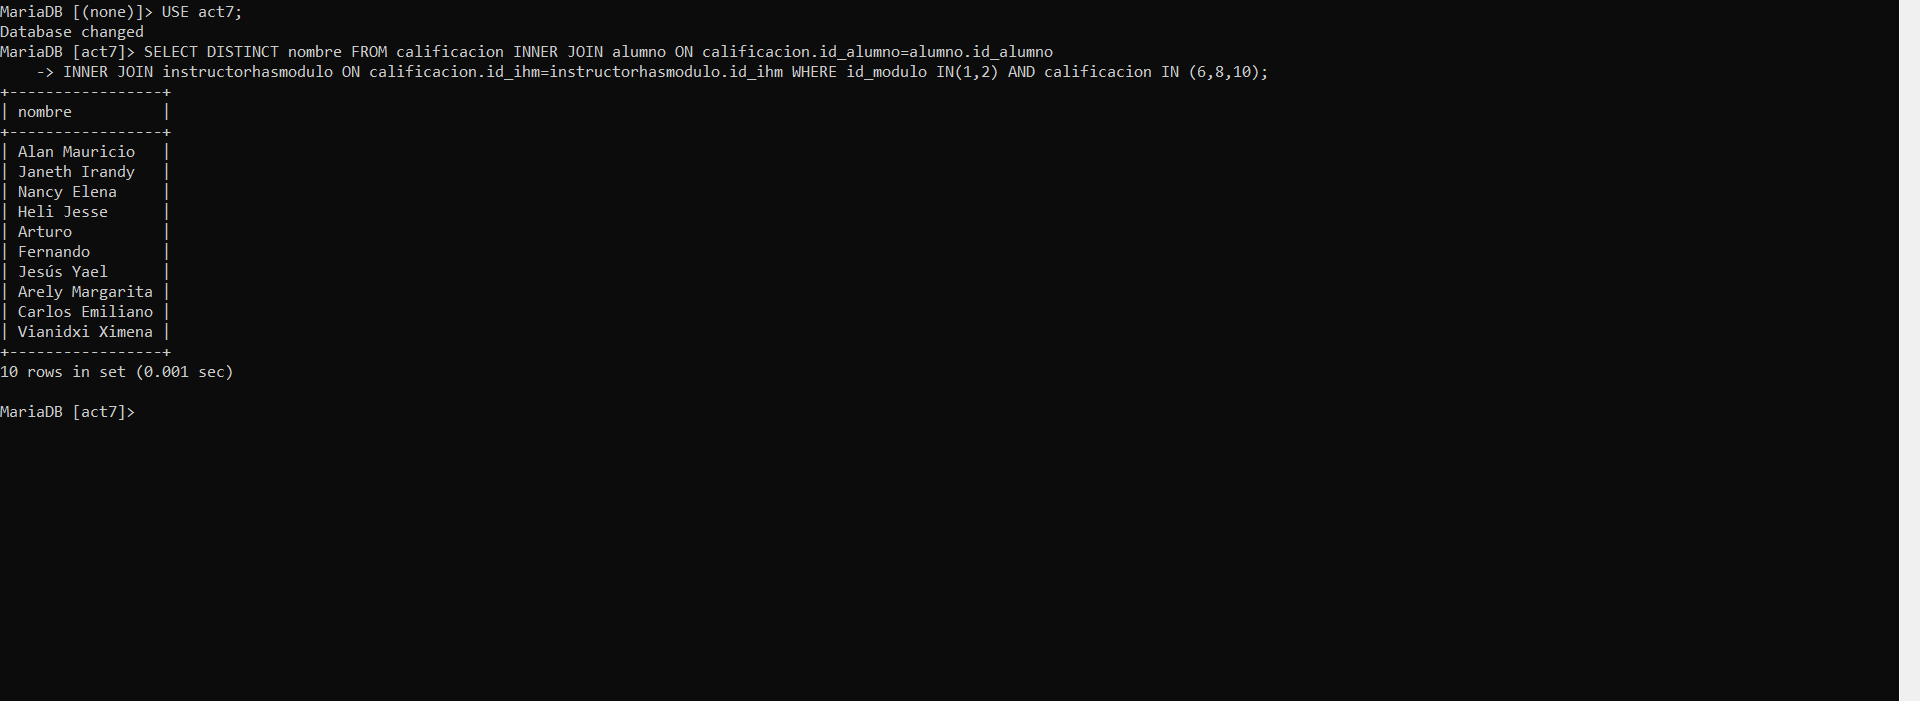 MariaDB [(none)]> USE act7;
Database changed
MariaDB [act7]> SELECT DISTINCT nombre FROM calificacion INNER JOIN alumno ON calificacion.id_alumno=alumno.id_alumno
    -> INNER JOIN instructorhasmodulo ON calificacion.id_ihm=instructorhasmodulo.id_ihm WHERE id_modulo IN(1,2) AND calificacion IN (6,8,10);
+-----------------+
| nombre          |
+-----------------+
| Alan Mauricio   |
| Janeth Irandy   |
| Nancy Elena     |
| Heli Jesse      |
| Arturo          |
| Fernando        |
| Jesús Yael      |
| Arely Margarita |
| Carlos Emiliano |
| Vianidxi Ximena |
+-----------------+
10 rows in set (0.001 sec)

MariaDB [act7]>